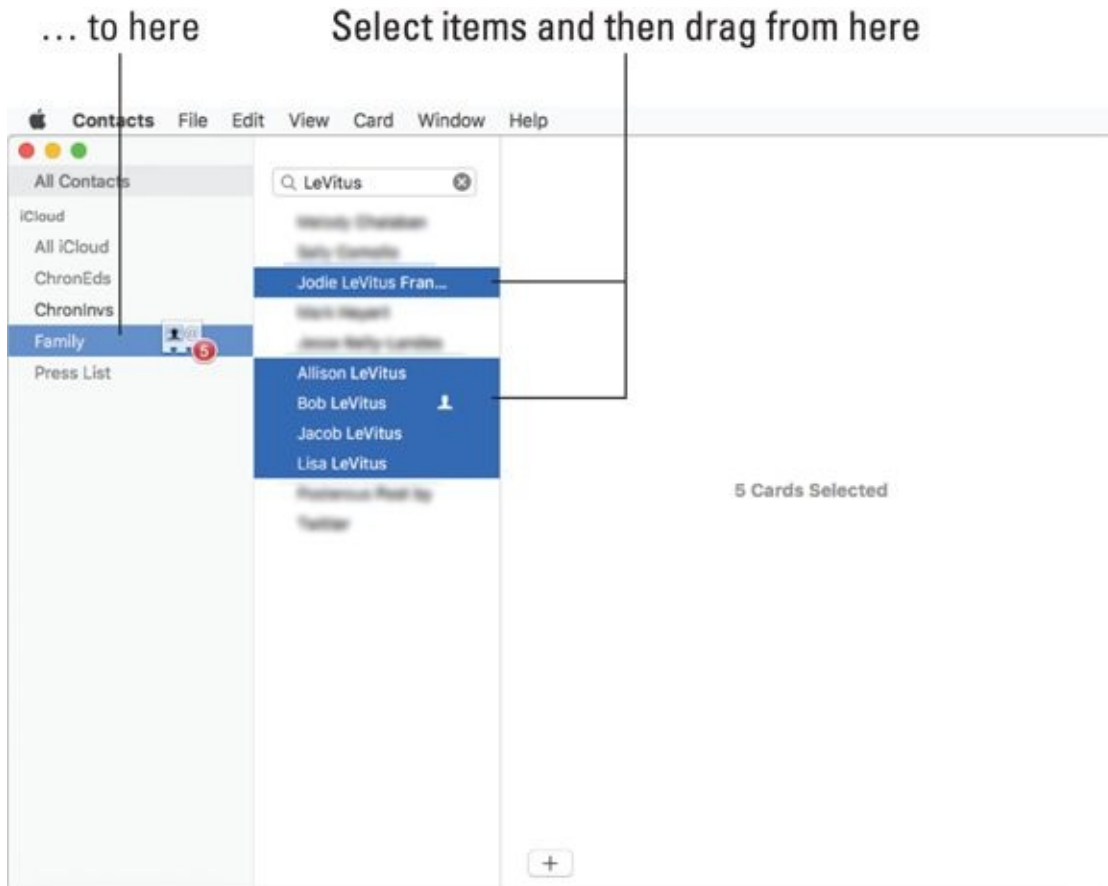 … to here
Select items and then drag from here
Contacts File Edit View Card Window Help
All Contacts
iCloud
All iCloud
ChronEds
ChronInvs
Family
5
Press List
LeVitus
Jodie LeVitus Fran...
Allison LeVitus
Bob LeVitus
Jacob LeVitus
Lisa LeVitus
5 Cards Selected
+